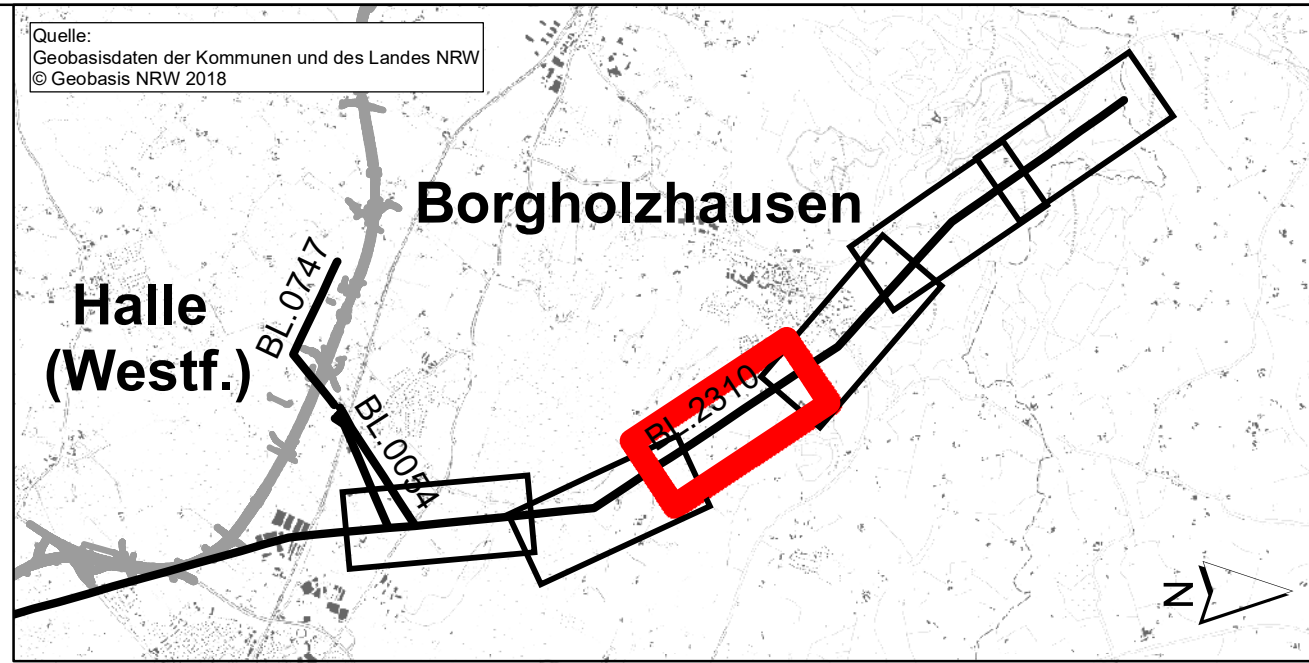 Quelle:
Geobasisdaten der Kommunen und des Landes NRW
© Geobasis NRW 2018
Borgholzhausen
Halle
(Westf.)
BL.0747
BL.0054
BL.2310
N